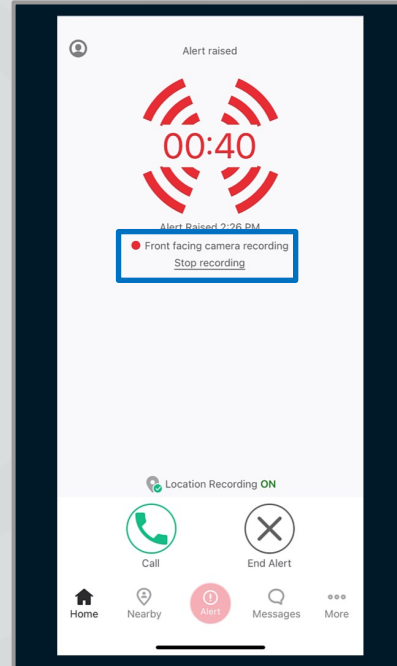 Alert raised
00:40
Alert Raised 2:26 PM
Front facing camera recording
Stop recording
Location Recording ON
Call
End Alert
Home
Nearby
Alert
Messages
More